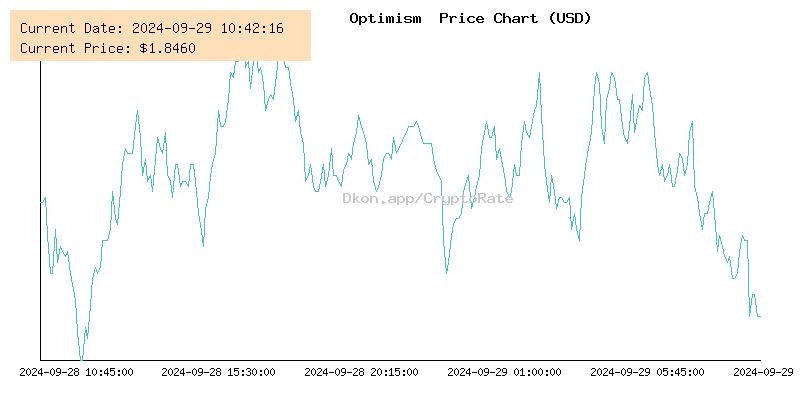 Optimism  Price Chart (USD)
Current Date: 2024-09-29 10:42:16
Current Price: $1.8460
Dkon.app/CryptoRate
2024-09-28 10:45:00 2024-09-28 15:30:00 2024-09-28 20:15:00 2024-09-29 01:00:00 2024-09-29 05:45:00 2024-09-29